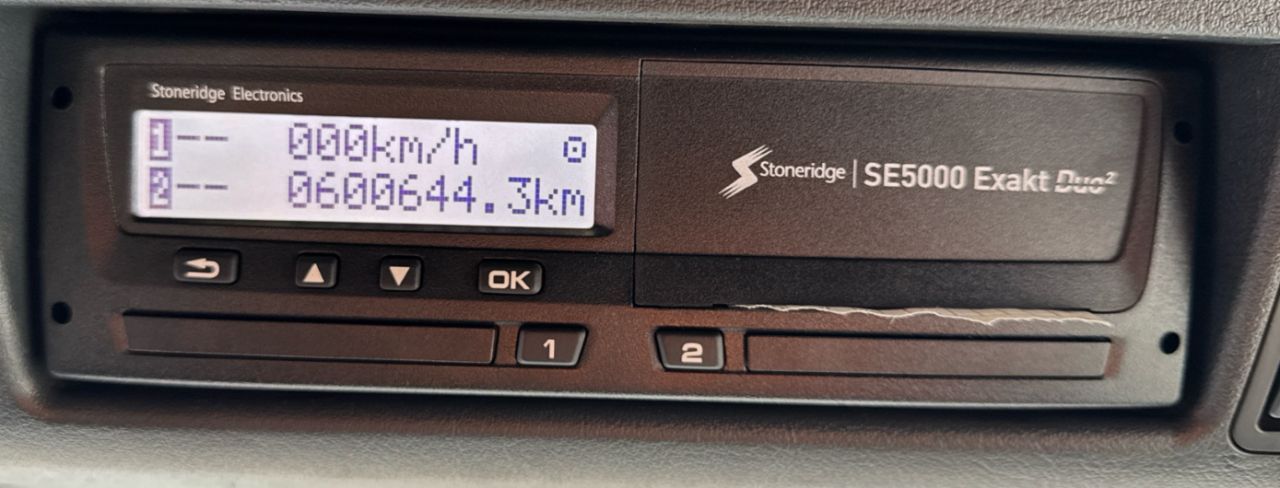 Stoneridge Electronics
1-- 000km/h ⊙
2-- 0600644.3km
Stoneridge | SE5000 Exakt Duo²
▲ ▼ OK
1 2